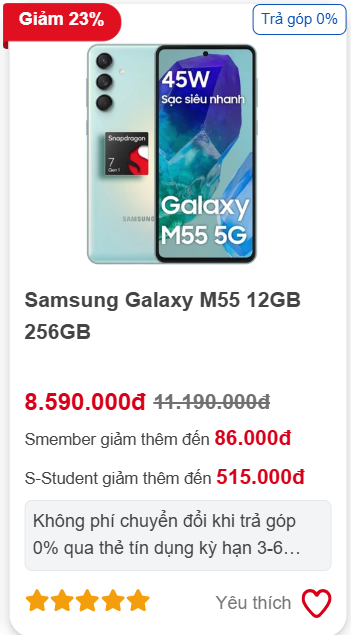 Giảm 23%
Trả góp 0%
45W
Sạc siêu nhanh
Snapdragon
7
Gen 1
SAMSUNG
Galaxy
M55 5G
Samsung Galaxy M55 12GB
256GB
8.590.000đ 11.190.000đ
Smember giảm thêm đến 86.000đ
S-Student giảm thêm đến 515.000đ
Không phí chuyển đổi khi trả góp
0% qua thẻ tín dụng kỳ hạn 3-6…
Yêu thích